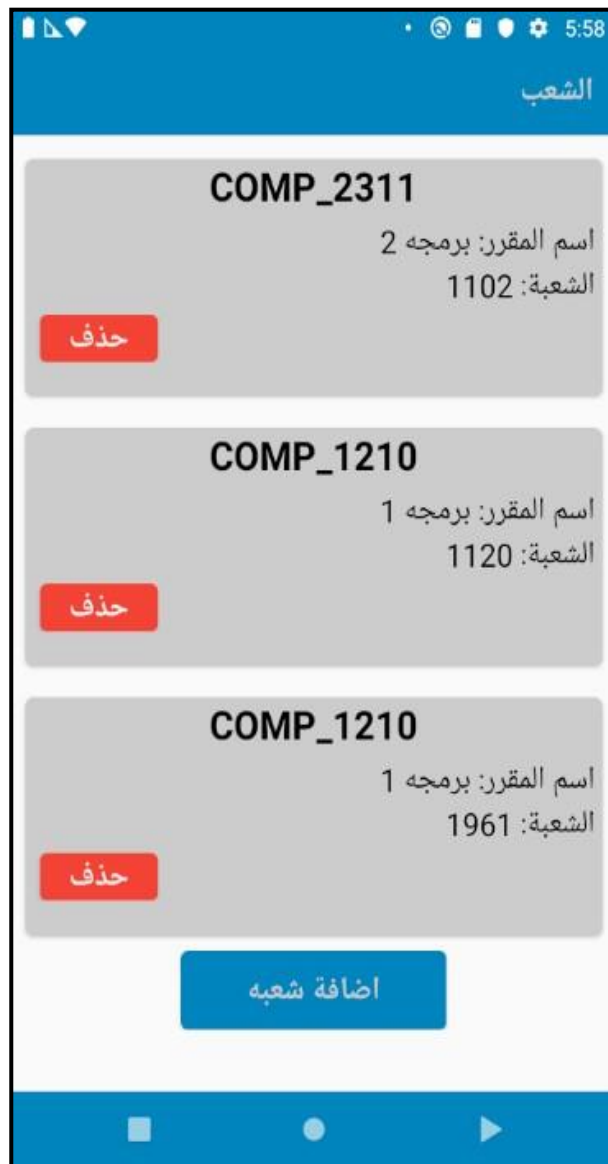 5:58
الشعب
COMP_2311
اسم المقرر: برمجه 2
الشعبة: 1102
حذف
COMP_1210
اسم المقرر: برمجه 1
الشعبة: 1120
حذف
COMP_1210
اسم المقرر: برمجه 1
الشعبة: 1961
حذف
اضافة شعبه